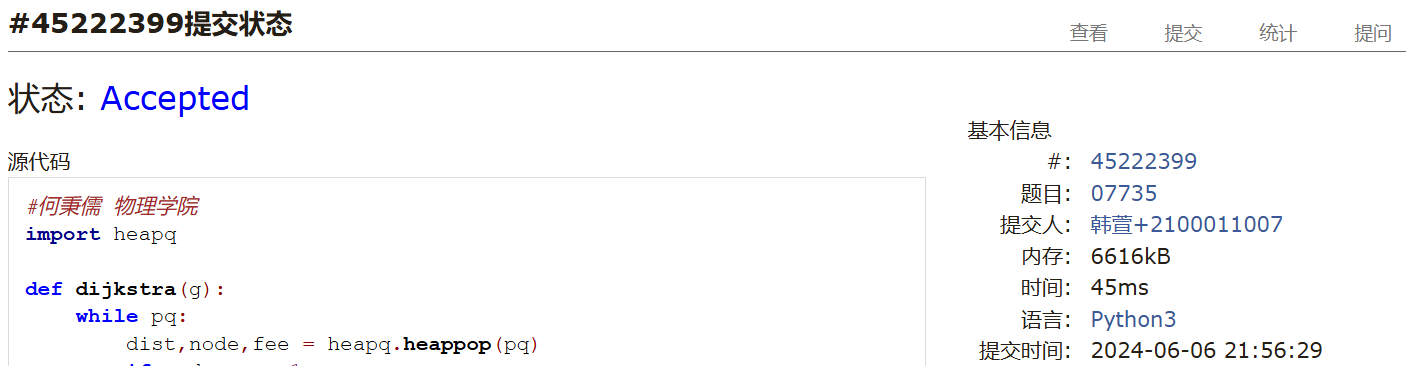 #45222399提交状态
查看 提交 统计 提问
状态: Accepted
源代码
#何秉儒 物理学院
import heapq
def dijkstra(g):
while pq:
dist,node,fee = heapq.heappop(pq)
基本信息
#: 45222399
题目: 07735
提交人: 韩萱+2100011007
内存: 6616kB
时间: 45ms
语言: Python3
提交时间: 2024-06-06 21:56:29